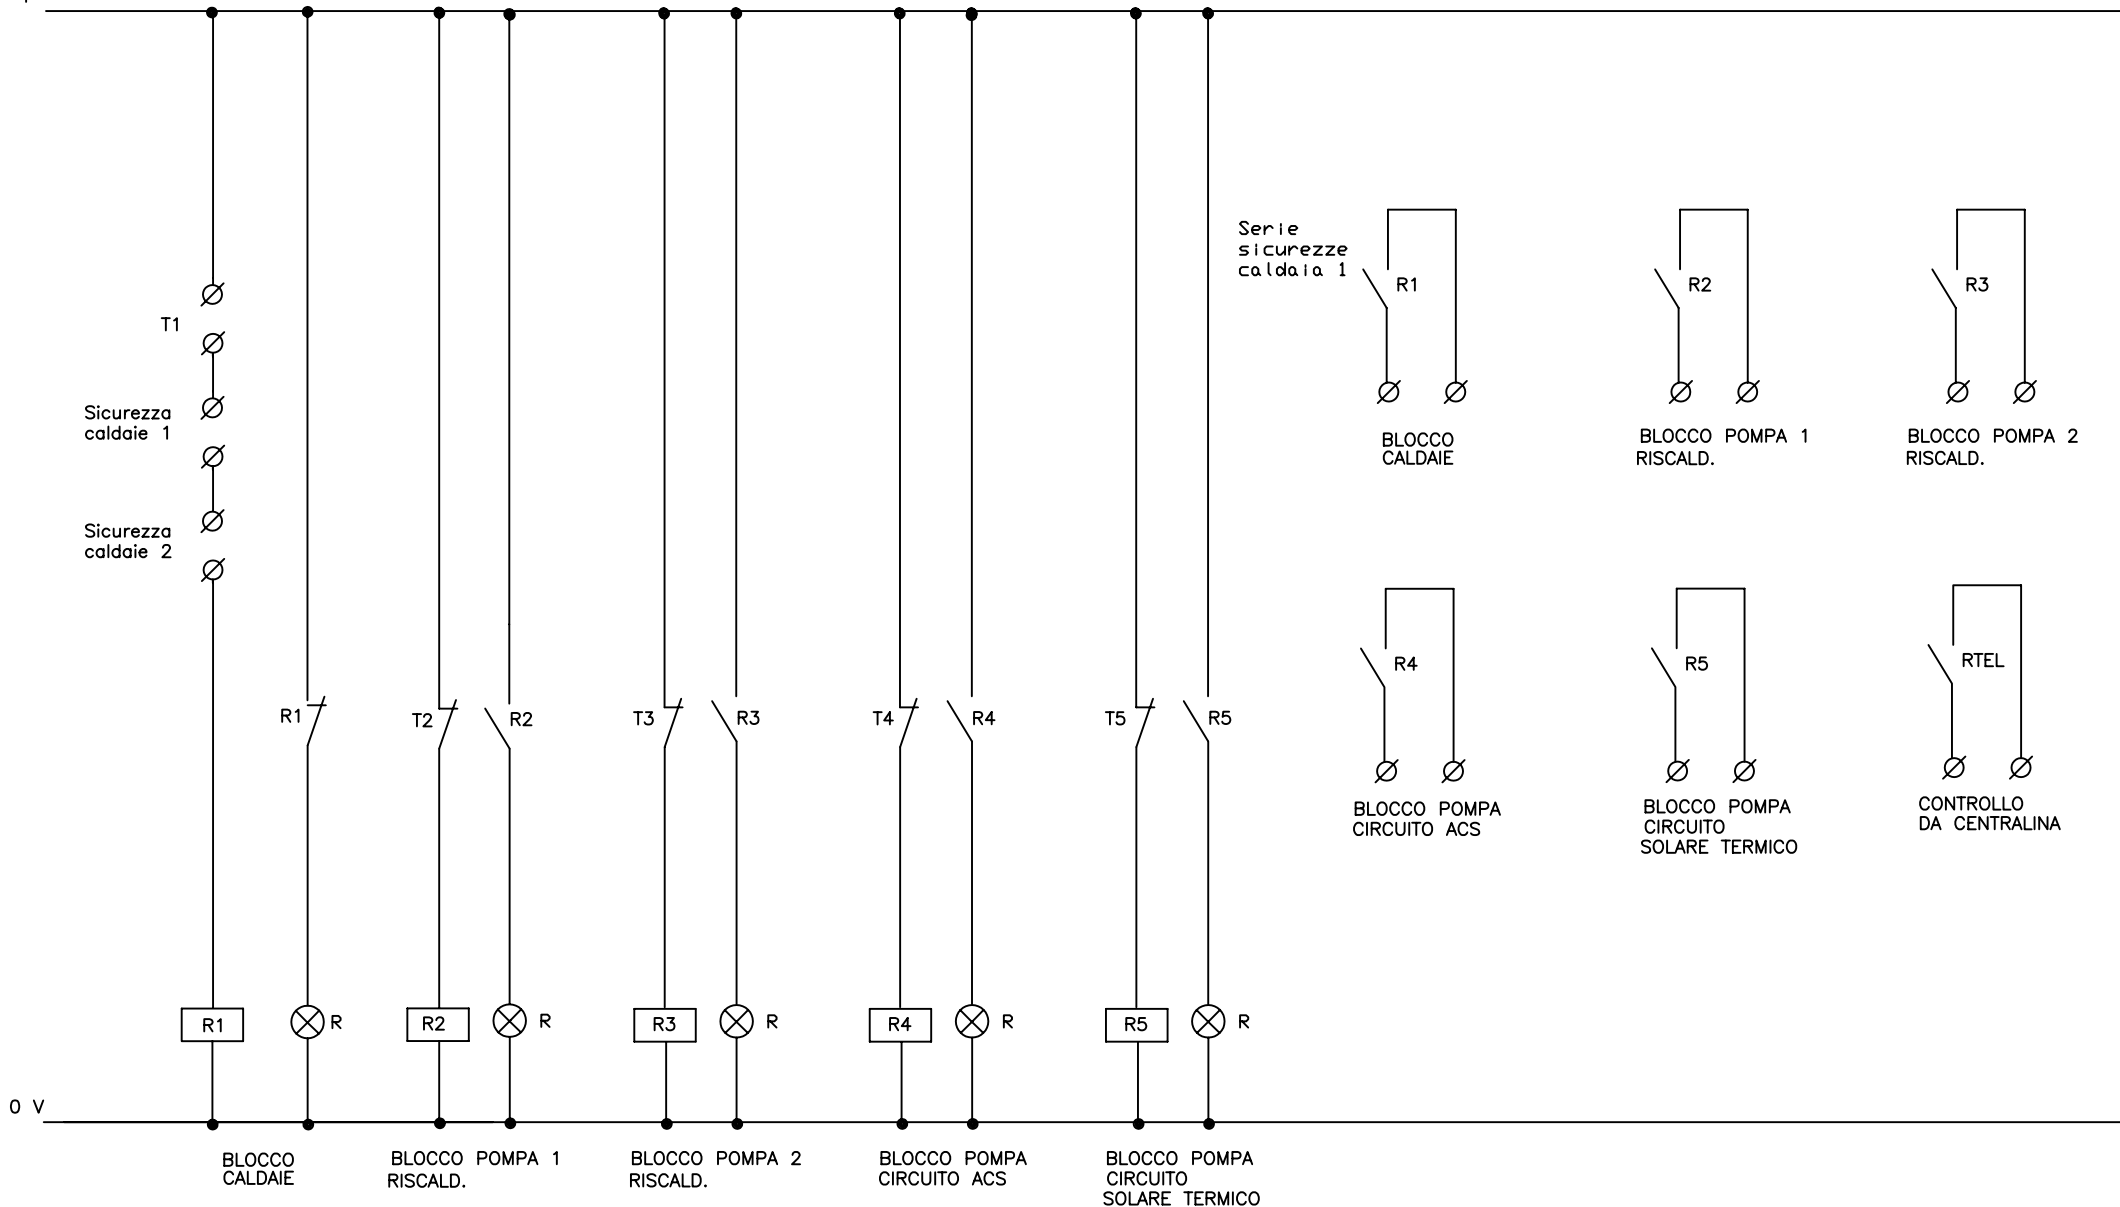 Serie
sicurezze
caldaia 1
R1
R2
R3
T1
Sicurezza
caldaie 1
BLOCCO
CALDAIE
BLOCCO POMPA 1
RISCALD.
BLOCCO POMPA 2
RISCALD.
Sicurezza
caldaie 2
R4
R5
RTEL
R1
T2
R2
T3
R3
T4
R4
T5
R5
BLOCCO POMPA
CIRCUITO ACS
BLOCCO POMPA
CIRCUITO
SOLARE TERMICO
CONTROLLO
DA CENTRALINA
R1
R
R2
R
R3
R
R4
R
R5
R
0 V
BLOCCO
CALDAIE
BLOCCO POMPA 1
RISCALD.
BLOCCO POMPA 2
RISCALD.
BLOCCO POMPA
CIRCUITO ACS
BLOCCO POMPA
CIRCUITO
SOLARE TERMICO